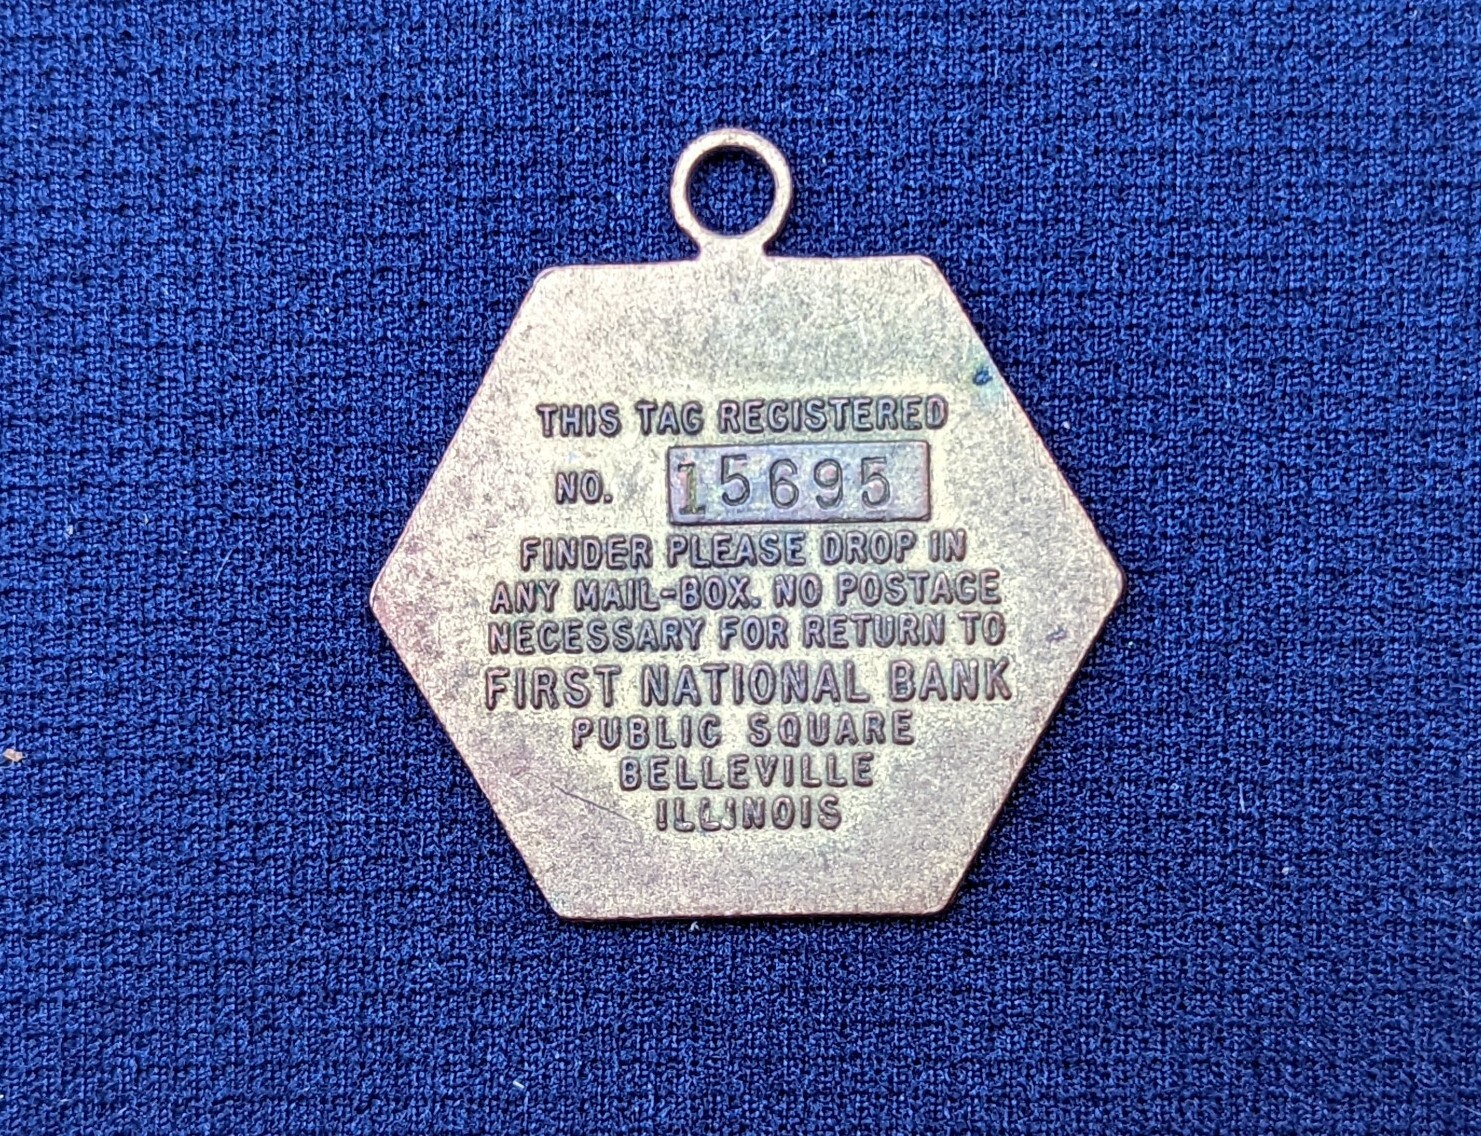 THIS TAG REGISTERED
NO. 15695
FINDER PLEASE DROP IN
ANY MAIL-BOX. NO POSTAGE
NECESSARY FOR RETURN TO
FIRST NATIONAL BANK
PUBLIC SQUARE
BELLEVILLE
ILLINOIS